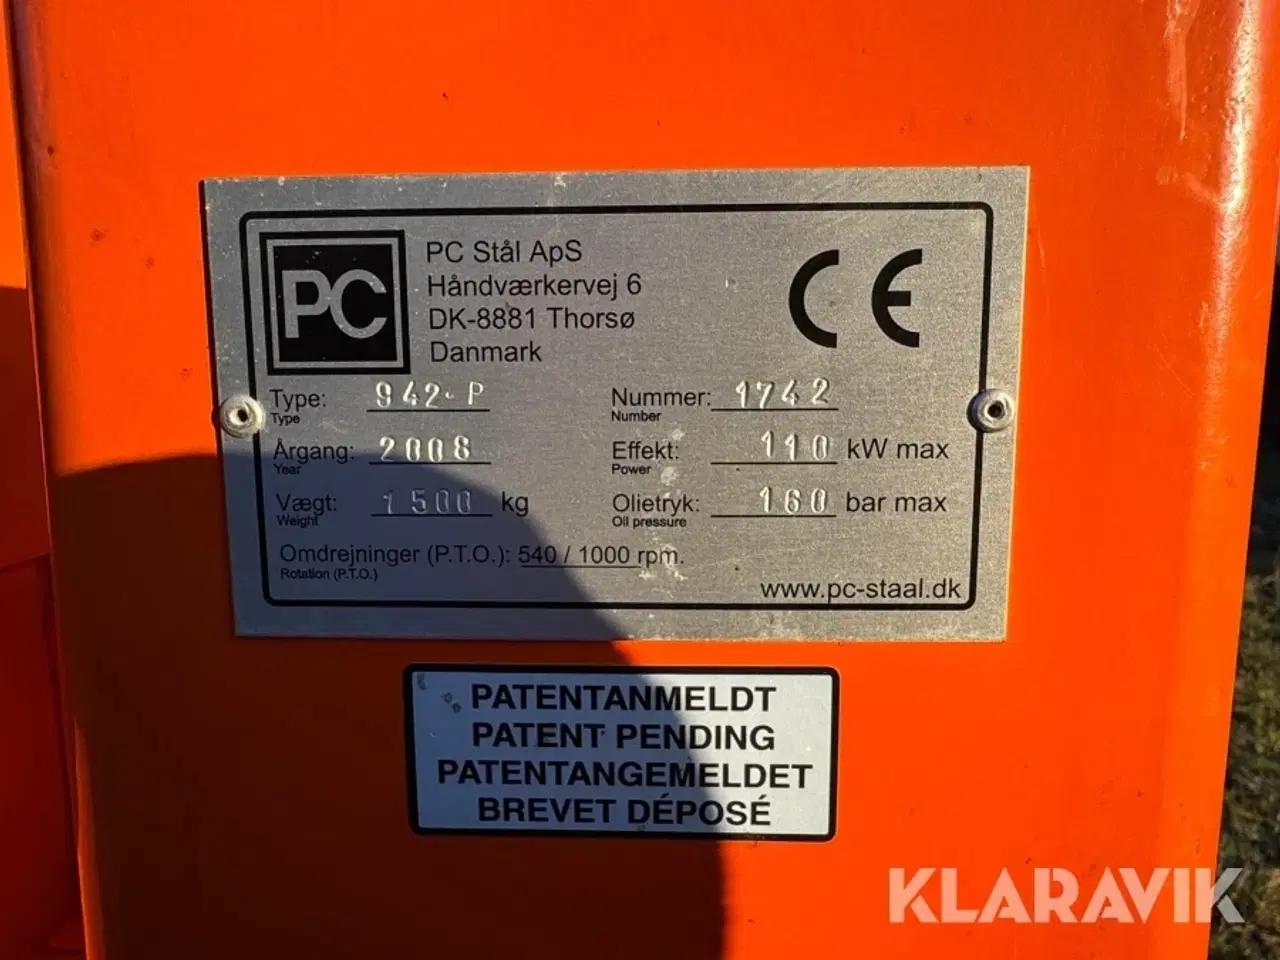 PC
PC Stål ApS
Håndværkervej 6
DK-8881 Thorsø
Danmark
CE
Type: 942-P Nummer: 1742
Type Number
Årgang: 2008 Effekt: 110 kW max
Year Power
Vægt: 1500 kg Olietryk: 160 bar max
Weight Oil pressure
Omdrejninger (P.T.O.): 540 / 1000 rpm.
Rotation (P.T.O.)
www.pc-staal.dk
PATENTANMELDT
PATENT PENDING
PATENTANGEMELDET
BREVET DÉPOSÉ
KLARAVIK